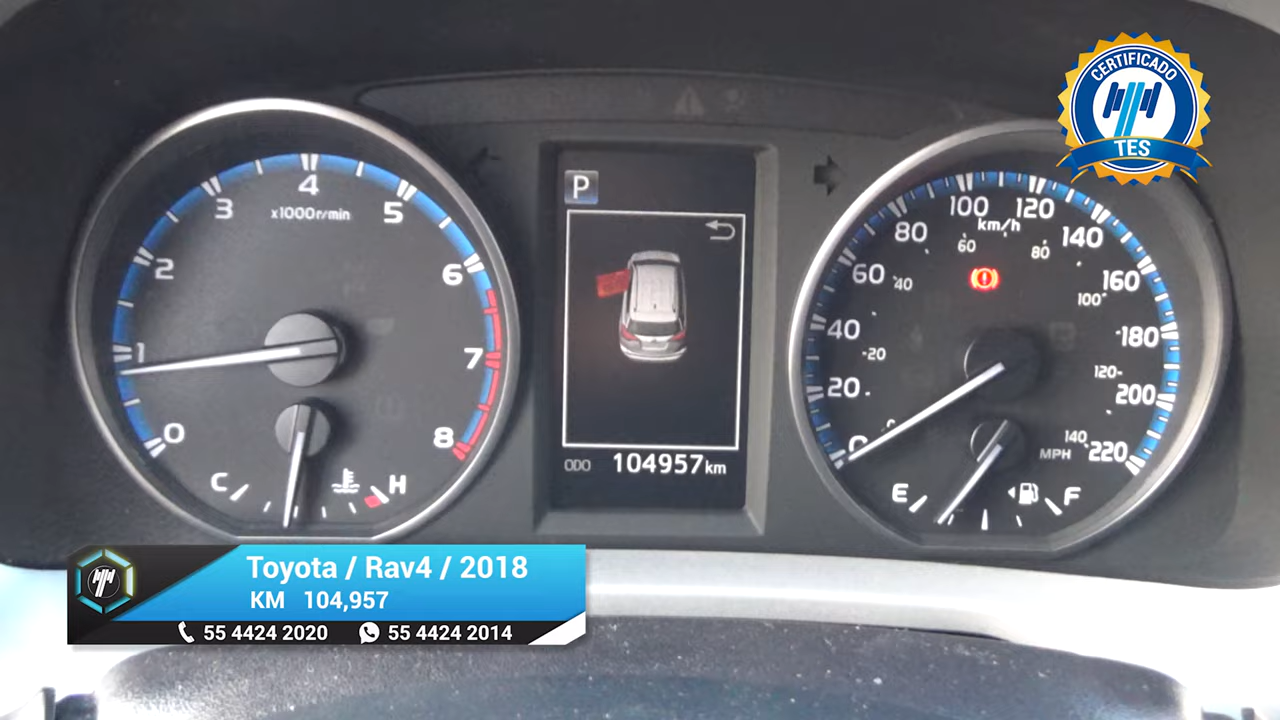 CERTIFICADO
TES
0
1
2
3
4
5
6
7
8
x1000r/min
C
H
P
ODO 104957km
0
20
40
60
80
100
120
140
160
180
200
220
km/h
20
40
60
80
100
120
140
MPH
E
F
Toyota / Rav4 / 2018
KM 104,957
55 4424 2020
55 4424 2014